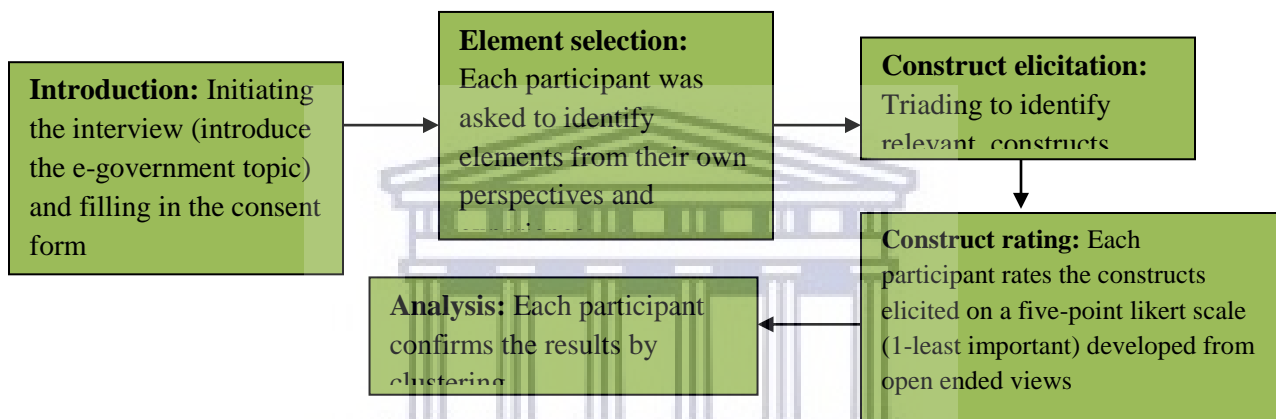 Introduction: Initiating
the interview (introduce
the e-government topic)
and filling in the consent
form
Element selection:
Each participant was
asked to identify
elements from their own
perspectives and
experience
Construct elicitation:
Triading to identify
relevant constructs
Construct rating: Each
participant rates the constructs
elicited on a five-point likert scale
(1-least important) developed from
open ended views
Analysis: Each participant
confirms the results by
clustering